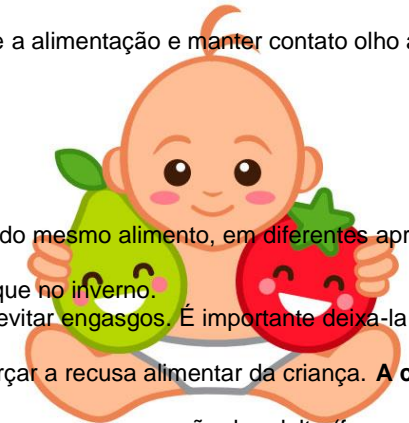 e a alimentação e manter contato olho a
do mesmo alimento, em diferentes apr
que no inverno.
evitar engasgos. É importante deixa-la
rçar a recusa alimentar da criança. A c